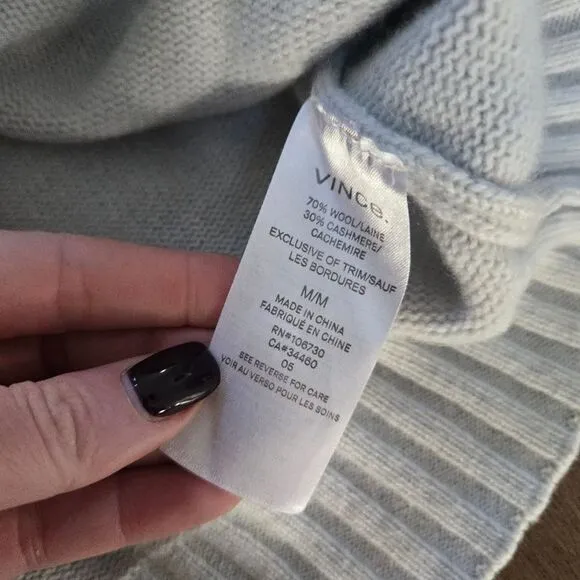 VINCe.
70% WOOL/LAINE
30% CASHMERE/
CACHEMIRE
EXCLUSIVE OF TRIM/SAUF
LES BORDURES
M/M
MADE IN CHINA
FABRIQUÉ EN CHINE
RN#106730
CA#34460
05
SEE REVERSE FOR CARE
VOIR AU VERSO POUR LES SOINS